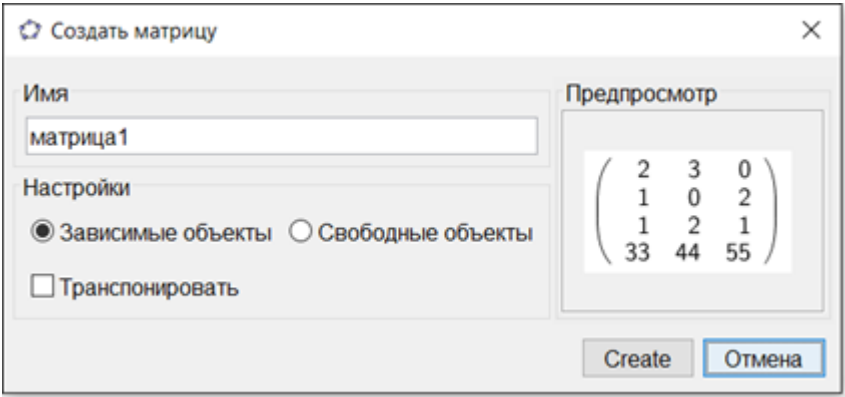 Создать матрицу
Имя
матрица1
Настройки
Зависимые объекты Свободные объекты
Транспонировать
Предпросмотр
2 3 0
1 0 2
1 2 1
33 44 55
Create Отмена